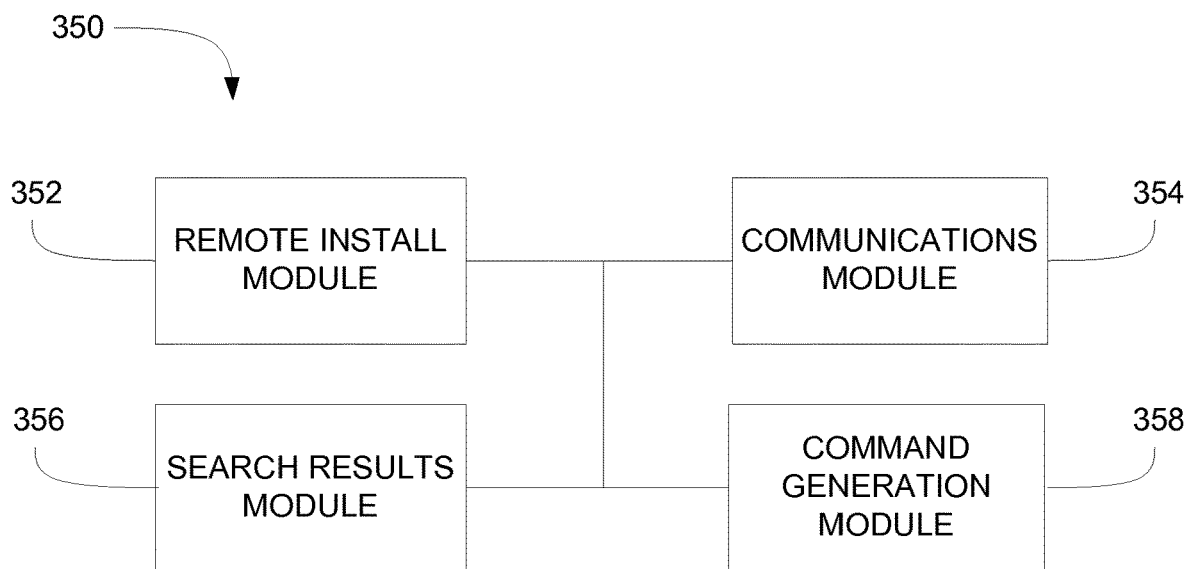 350
352
REMOTE INSTALL
MODULE
COMMUNICATIONS
MODULE
354
356
SEARCH RESULTS
MODULE
COMMAND
GENERATION
MODULE
358